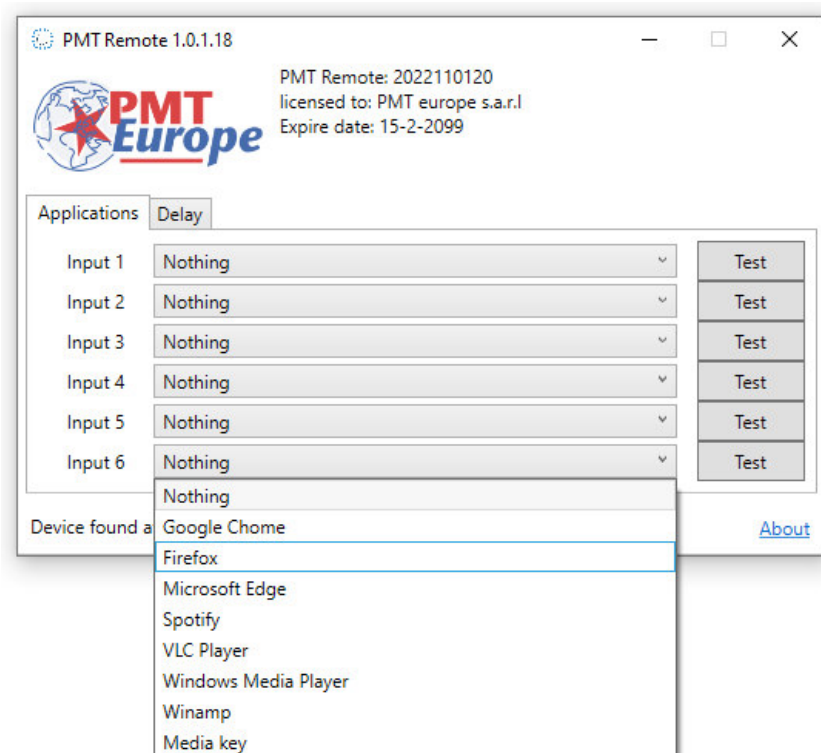 PMT Remote 1.0.1.18
PMT Europe
PMT Remote: 2022110120
licensed to: PMT europe s.a.r.l
Expire date: 15-2-2099
Applications Delay
Input 1 Nothing Test
Input 2 Nothing Test
Input 3 Nothing Test
Input 4 Nothing Test
Input 5 Nothing Test
Input 6 Nothing Test
Nothing
Device found a Google Chome About
Firefox
Microsoft Edge
Spotify
VLC Player
Windows Media Player
Winamp
Media key